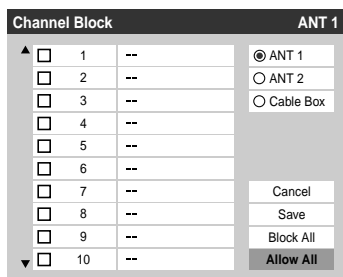 Channel Block ANT 1
1 -- ANT 1
2 -- ANT 2
3 -- Cable Box
4 --
5 --
6 --
7 -- Cancel
8 -- Save
9 -- Block All
10 -- Allow All